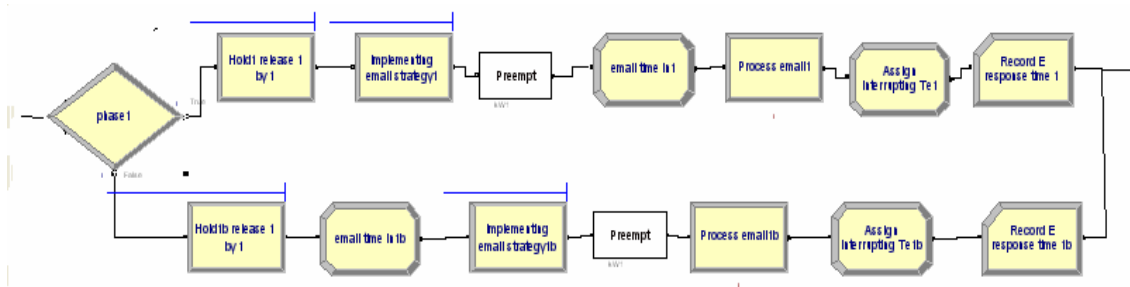 Hold1 release 1
by 1
Implementing
email strategy1
Preempt
KW1
email time In1
Process email1
Assign
Interrupting Te1
Record E
response time 1
phase1
True
False
Hold1b release 1
by 1
email time In1b
Implementing
email strategy1b
Preempt
KW1
Process email1b
Assign
Interrupting Te1b
Record E
response time 1b